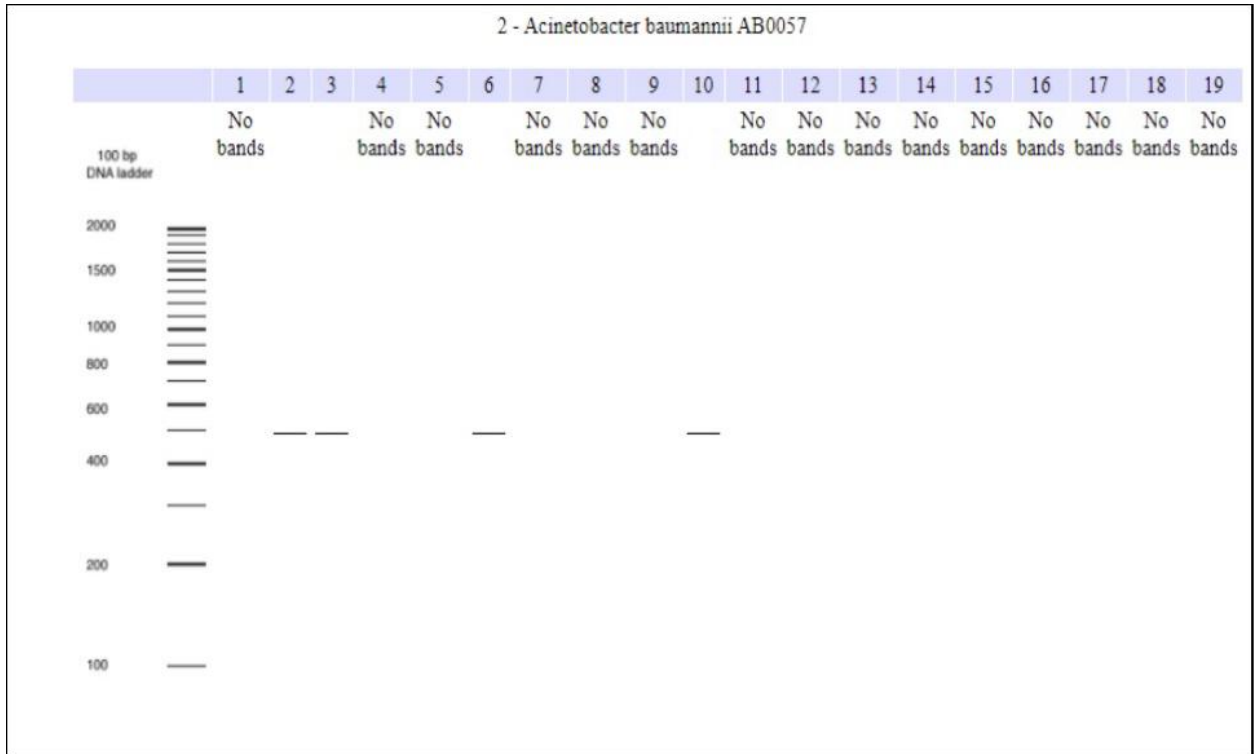 2 - Acinetobacter baumannii AB0057
1 2 3 4 5 6 7 8 9 10 11 12 13 14 15 16 17 18 19
No No No No No No No No No No No No No No No
bands bands bands bands bands bands bands bands bands bands bands bands bands bands bands
100 bp
DNA ladder
2000
1500
1000
800
600
400
200
100